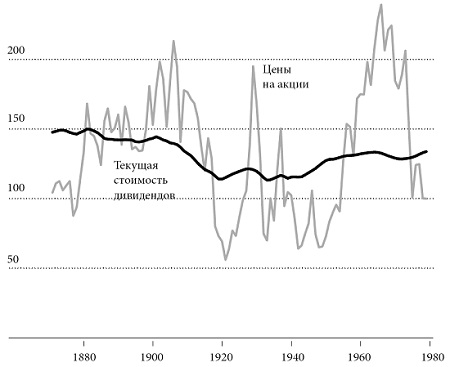 200
Цены
на акции
150
Текущая
стоимость
дивидендов
100
50
1880 1900 1920 1940 1960 1980